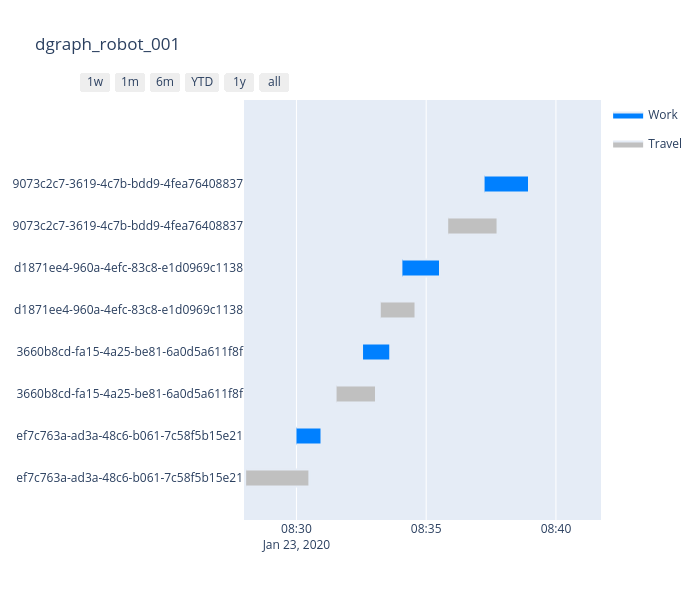 dgraph_robot_001
1w 1m 6m YTD 1y all
Work
Travel
9073c2c7-3619-4c7b-bdd9-4fea76408837
9073c2c7-3619-4c7b-bdd9-4fea76408837
d1871ee4-960a-4efc-83c8-e1d0969c1138
d1871ee4-960a-4efc-83c8-e1d0969c1138
3660b8cd-fa15-4a25-be81-6a0d5a611f8f
3660b8cd-fa15-4a25-be81-6a0d5a611f8f
ef7c763a-ad3a-48c6-b061-7c58f5b15e21
ef7c763a-ad3a-48c6-b061-7c58f5b15e21
08:30 08:35 08:40
Jan 23, 2020